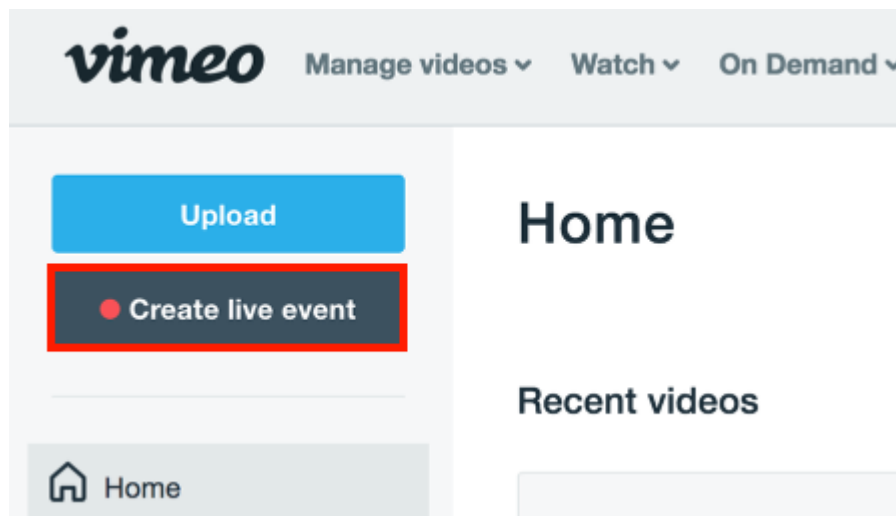 vimeo Manage videos Watch On Demand
Upload
Home
Create live event
Recent videos
Home